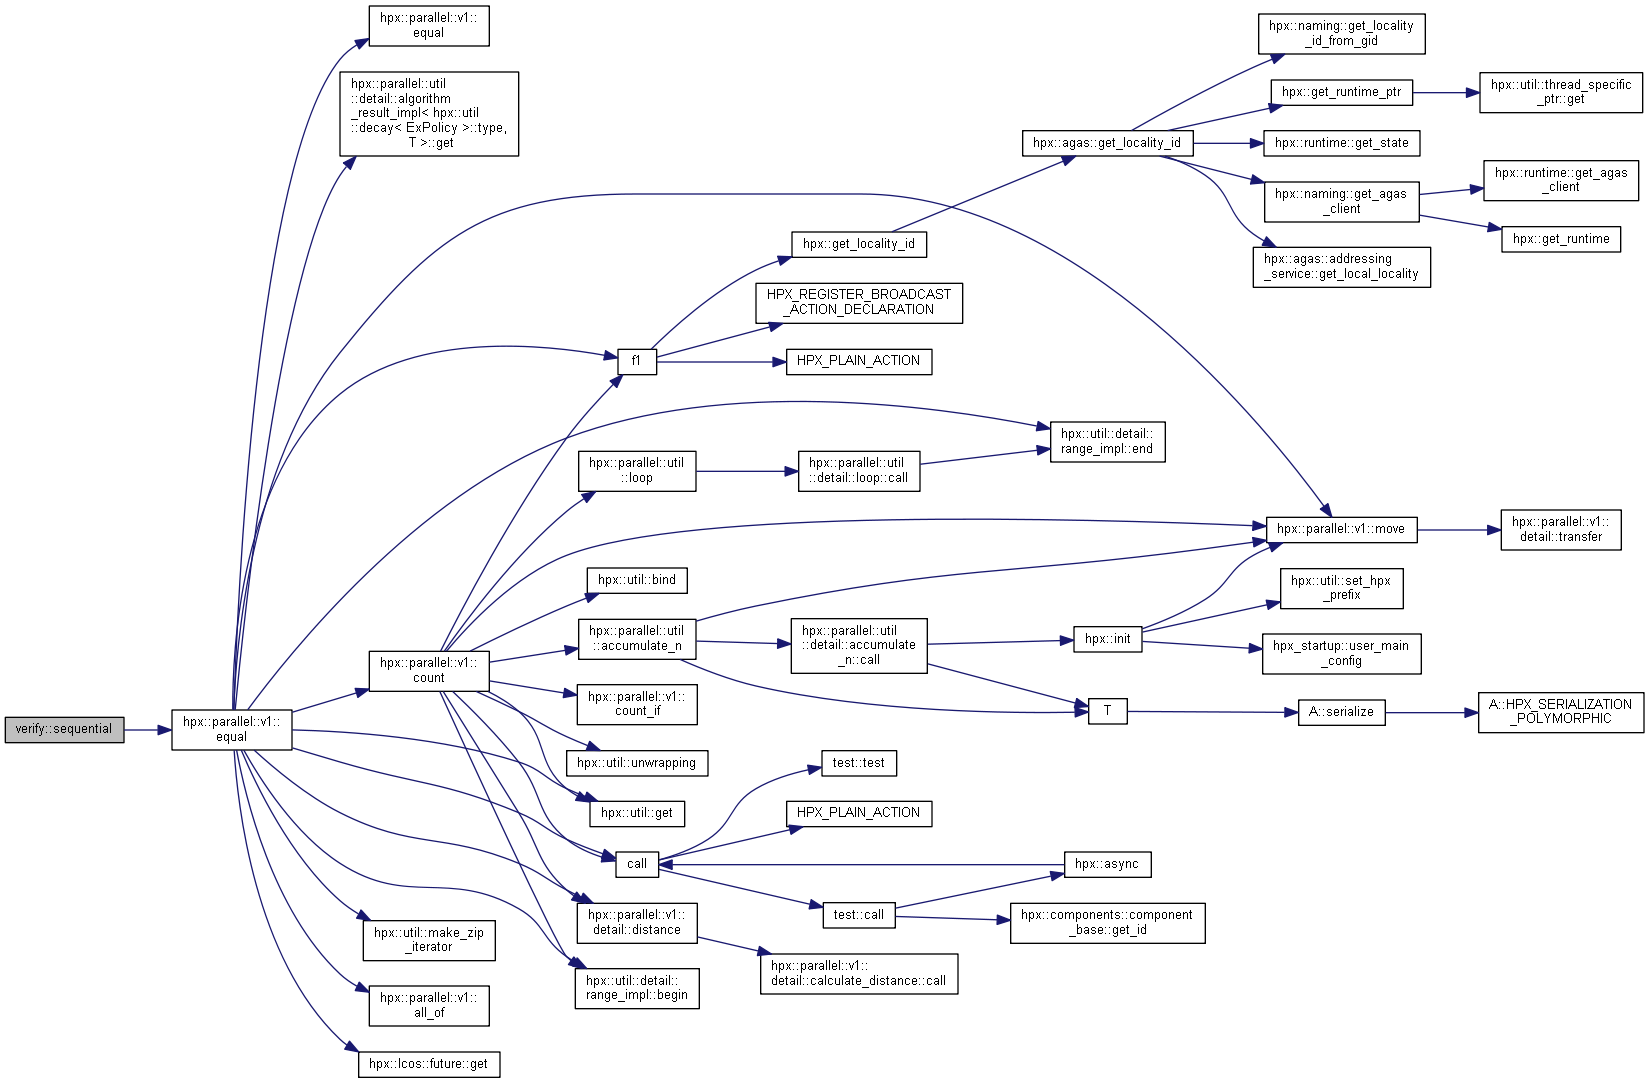 verify::sequential
hpx::parallel::v1::
equal
hpx::parallel::v1::
equal
hpx::parallel::util
::detail::algorithm
_result_impl< hpx::util
::decay< ExPolicy >::type,
T >::get
hpx::parallel::v1::
count
hpx::util::make_zip
_iterator
hpx::parallel::v1::
all_of
hpx::lcos::future::get
f1
hpx::parallel::util
::loop
hpx::util::bind
hpx::parallel::util
::accumulate_n
hpx::parallel::v1::
count_if
hpx::util::unwrapping
hpx::util::get
call
hpx::parallel::v1::
detail::distance
hpx::util::detail::
range_impl::begin
hpx::get_locality_id
HPX_REGISTER_BROADCAST
_ACTION_DECLARATION
HPX_PLAIN_ACTION
hpx::parallel::util
::detail::loop::call
hpx::parallel::util
::detail::accumulate
_n::call
test::test
HPX_PLAIN_ACTION
test::call
hpx::parallel::v1::
detail::calculate_distance::call
hpx::agas::get_locality_id
hpx::util::detail::
range_impl::end
hpx::init
T
hpx::async
hpx::components::component
_base::get_id
hpx::naming::get_locality
_id_from_gid
hpx::get_runtime_ptr
hpx::runtime::get_state
hpx::naming::get_agas
_client
hpx::agas::addressing
_service::get_local_locality
hpx::parallel::v1::move
hpx::util::set_hpx
_prefix
hpx_startup::user_main
_config
A::serialize
hpx::util::thread_specific
_ptr::get
hpx::runtime::get_agas
_client
hpx::get_runtime
hpx::parallel::v1::
detail::transfer
A::HPX_SERIALIZATION
_POLYMORPHIC